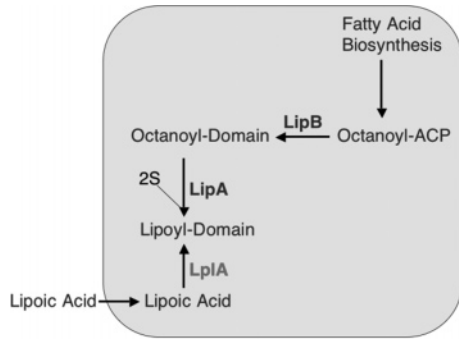 Fatty Acid
Biosynthesis
LipB
Octanoyl-Domain
Octanoyl-ACP
2S
LipA
Lipoyl-Domain
LplA
Lipoic Acid
Lipoic Acid